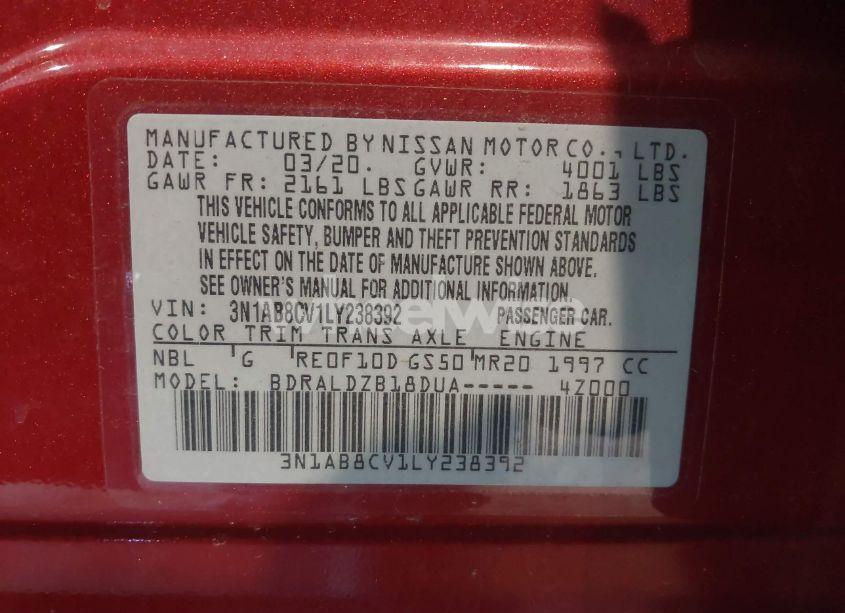 MANUFACTURED BY NISSAN MOTOR CO., LTD.
DATE: 03/20. GVWR: 4001 LBS
GAWR FR: 2161 LBS GAWR RR: 1863 LBS
THIS VEHICLE CONFORMS TO ALL APPLICABLE FEDERAL MOTOR
VEHICLE SAFETY, BUMPER AND THEFT PREVENTION STANDARDS
IN EFFECT ON THE DATE OF MANUFACTURE SHOWN ABOVE.
SEE OWNER'S MANUAL FOR ADDITIONAL INFORMATION.
VIN: 3N1AB8CV1LY238392 PASSENGER CAR.
COLOR TRIM TRANS AXLE ENGINE
NBL G RE0F10D GS50 MR20 1997 CC
MODEL: BDRALDZB18DUA----- 4Z000
3N1AB8CV1LY238392